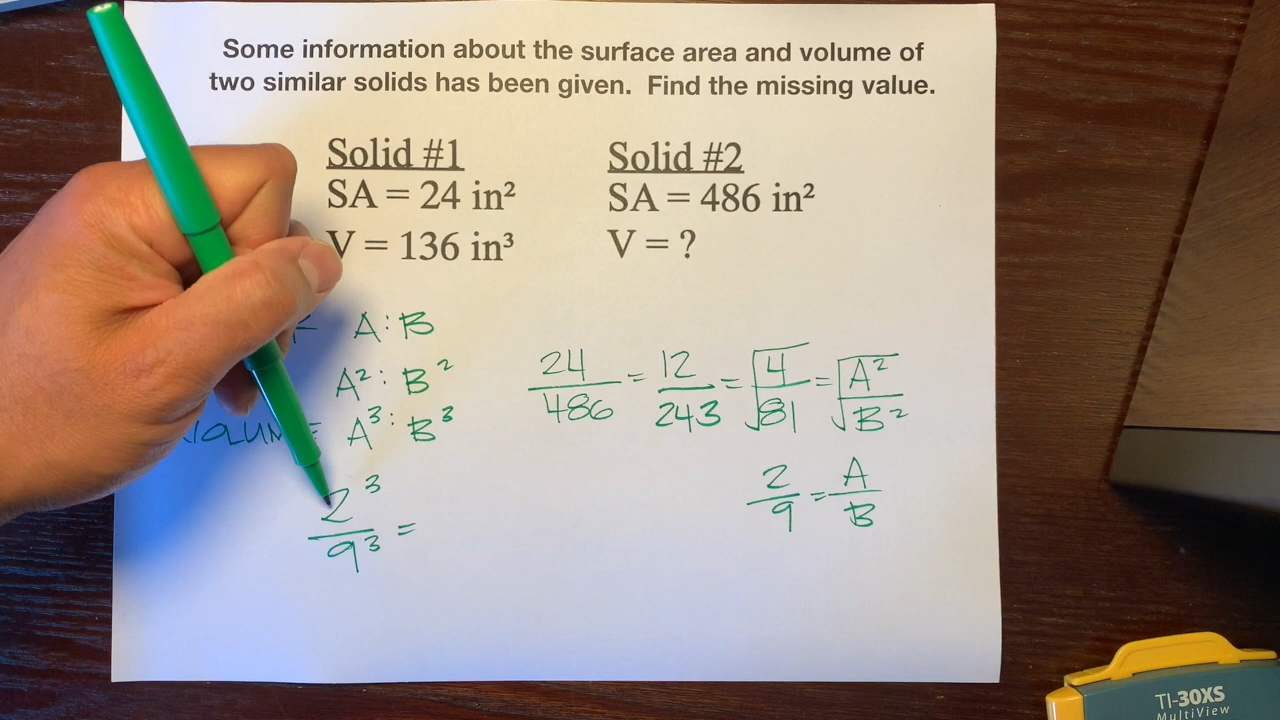 Some information about the surface area and volume of
two similar solids has been given. Find the missing value.
Solid #1
SA = 24 in²
V = 136 in³
Solid #2
SA = 486 in²
V = ?
A : B
A² : B²
A³ : B³
24/486 = 12/243 = √4/√81 = √A²/√B²
2/9 = A/B
2³/9³ =
TI-30XS
MultiView